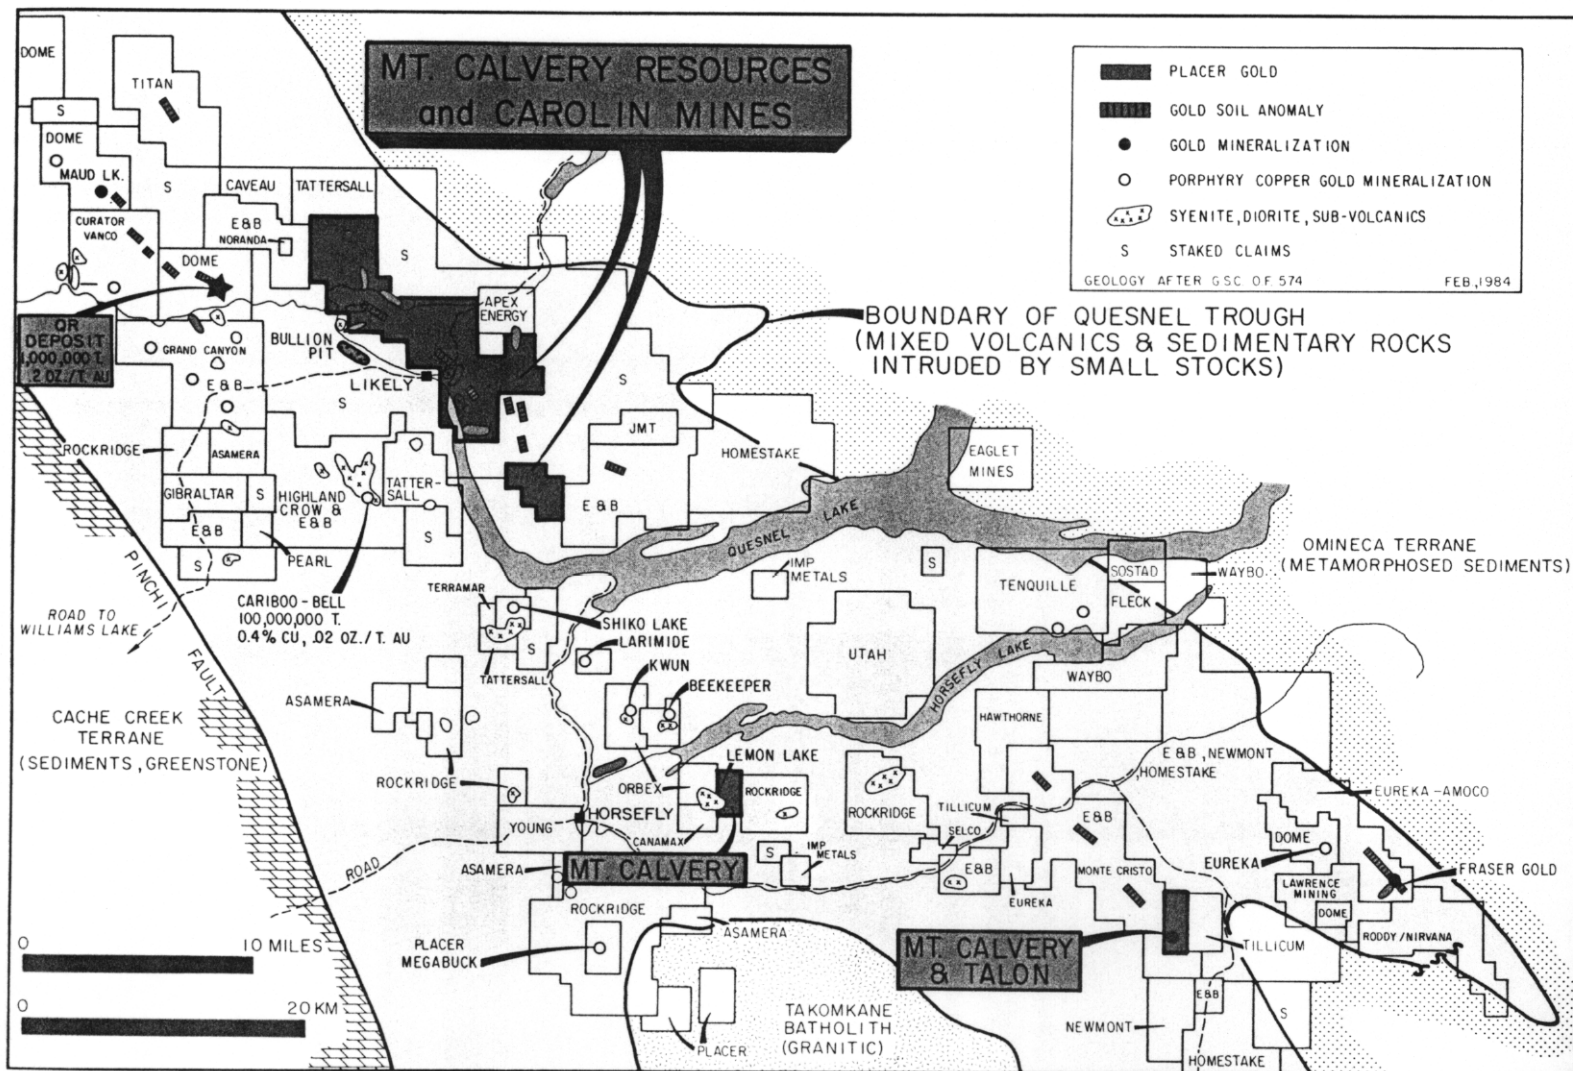 DOME
TITAN
S
DOME
MAUD LK.
S
CURATOR
VANCO
DOME
CAVEAU
TATTERSALL
E&B
NORANDA
S
MT. CALVERY RESOURCES
and CAROLIN MINES
PLACER GOLD
GOLD SOIL ANOMALY
GOLD MINERALIZATION
PORPHYRY COPPER GOLD MINERALIZATION
SYENITE, DIORITE, SUB-VOLCANICS
S
STAKED CLAIMS
GEOLOGY AFTER GSC OF. 574
FEB, 1984
QR
DEPOSIT
1,000,000 T.
.2 OZ./T. AU
GRAND CANYON
E&B
BULLION
PIT
LIKELY
S
APEX
ENERGY
S
BOUNDARY OF QUESNEL TROUGH
(MIXED VOLCANICS & SEDIMENTARY ROCKS
INTRUDED BY SMALL STOCKS)
ROCKRIDGE
ASAMERA
GIBRALTAR
S
E&B
PEARL
S
HIGHLAND
CROW &
E&B
TATTER-
SALL
S
JMT
E&B
HOMESTAKE
EAGLET
MINES
QUESNEL LAKE
CARIBOO-BELL
100,000,000 T.
0.4% CU, .02 OZ./T. AU
ROAD TO
WILLIAMS LAKE
PINCHI
FAULT
CACHE CREEK
TERRANE
(SEDIMENTS, GREENSTONE)
TERRAMAR
SHIKO LAKE
LARIMIDE
S
TATTERSALL
KWUN
BEEKEEPER
IMP
METALS
S
TENQUILLE
SOSTAD
FLECK
WAYBO
OMINECA TERRANE
(METAMORPHOSED SEDIMENTS)
UTAH
HORSEFLY LAKE
WAYBO
ASAMERA
ROCKRIDGE
HAWTHORNE
E&B, NEWMONT
HOMESTAKE
LEMON LAKE
ORBEX
ROCKRIDGE
ROCKRIDGE
YOUNG
HORSEFLY
CANAMAX
TILLICUM
SELCO
E&B
E&B
EUREKA-AMOCO
DOME
EUREKA
FRASER GOLD
ROAD
ASAMERA
MT. CALVERY
S
IMP
METALS
EUREKA
MONTE CRISTO
LAWRENCE
MINING
DOME
RODDY/NIRVANA
ROCKRIDGE
ASAMERA
PLACER
MEGABUCK
MT. CALVERY
& TALON
TILLICUM
0
10 MILES
0
20 KM
TAKOMKANE
BATHOLITH
(GRANITIC)
PLACER
NEWMONT
E&B
S
HOMESTAKE